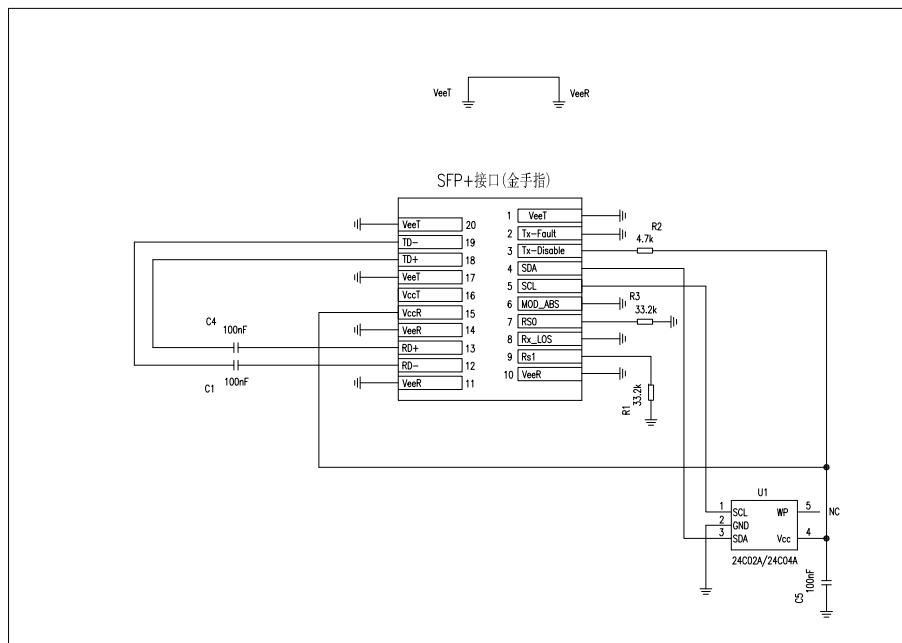 VeeT VeeR
SFP+接口(金手指)
VeeT 20
TD- 19
TD+ 18
VeeT 17
VccT 16
VccR 15
VeeR 14
RD+ 13
RD- 12
VeeR 11
1 VeeT
2 Tx-Fault
3 Tx-Disable
4 SDA
5 SCL
6 MOD_ABS
7 RS0
8 Rx_LOS
9 Rs1
10 VeeR
R2
4.7k
R3
33.2k
R1
33.2k
C4
100nF
100nF
C1
U1
1 SCL WP 5 NC
2 GND
3 SDA Vcc 4
24C02A/24C04A
C5
100nF